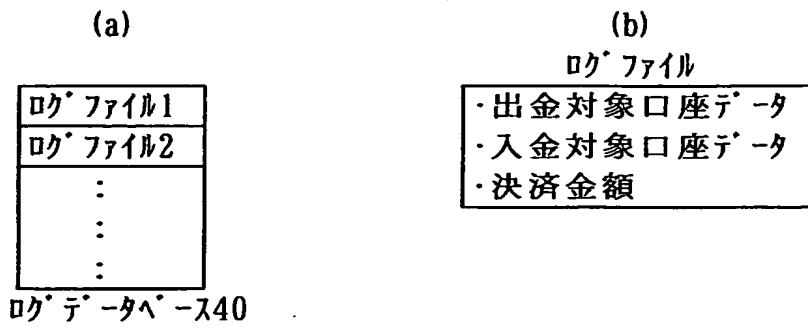 (a)
ﾛｸﾞﾌｧｲﾙ1
ﾛｸﾞﾌｧｲﾙ2
:
:
:
ﾛｸﾞﾃﾞｰﾀﾍﾞｰｽ40
(b)
ﾛｸﾞﾌｧｲﾙ
・出金対象口座ﾃﾞｰﾀ
・入金対象口座ﾃﾞｰﾀ
・決済金額